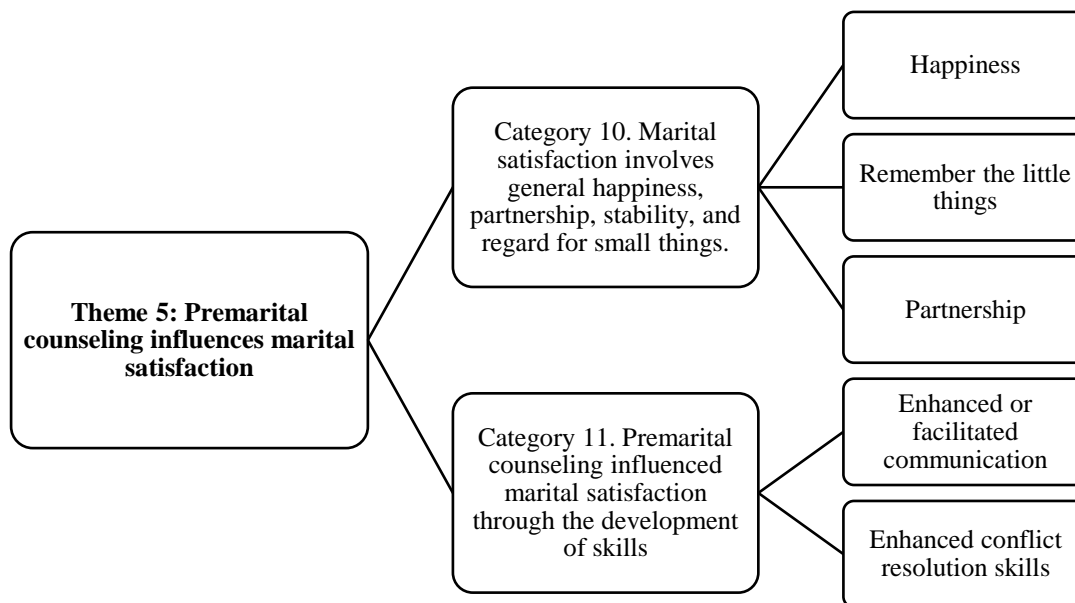 Theme 5: Premarital
counseling influences marital
satisfaction
Category 10. Marital
satisfaction involves
general happiness,
partnership, stability, and
regard for small things.
Happiness
Remember the little
things
Partnership
Category 11. Premarital
counseling influenced
marital satisfaction
through the development
of skills
Enhanced or
facilitated
communication
Enhanced conflict
resolution skills